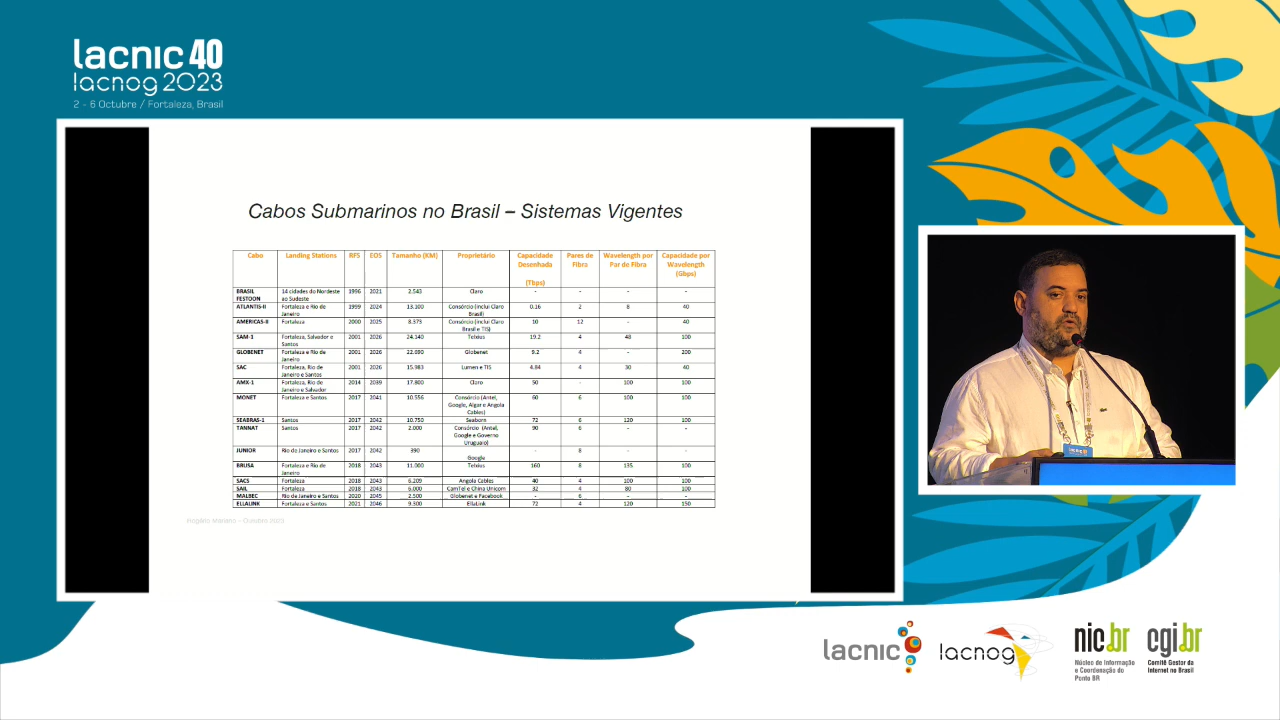 lacnic 40
lacnog 2023
2 - 6 Octubre / Fortaleza, Brasil
Cabos Submarinos no Brasil – Sistemas Vigentes
Cabo Landing Stations RFS EOS Tamanho (KM) Proprietário Capacidade Desenhada (Tbps) Pares de Fibra Wavelength por Par de Fibra Capacidade por Wavelength (Gbps)
BRASIL FESTOON 14 cidades do Nordeste ao Sudeste 1996 2021 2.543 Claro - - - -
ATLANTIS-II Fortaleza e Rio de Janeiro 1999 2024 13.100 Consórcio (inclui Claro Brasil) 0.16 2 8 40
AMERICAS-II Fortaleza 2000 2025 8.373 Consórcio (inclui Claro Brasil e TIS) 10 12 - 40
SAM-1 Fortaleza, Salvador e Santos 2001 2026 24.140 Telxius 19.2 4 48 100
GLOBENET Fortaleza e Rio de Janeiro 2001 2026 Globenet 9.2 4 - 200
SAC Fortaleza, Rio de Janeiro e Santos 2001 2026 15.983 Lumen e TIS 4.84 4 30 40
AMX-1 Fortaleza, Rio de Janeiro e Salvador 2014 2039 17.800 Claro 50 - 100 100
MONET Fortaleza e Santos 2017 2041 10.556 Consórcio (Antel, Google, Algar e Angola Cables) 60 6 100 100
SEABRAS-1 Santos 2017 2042 10.750 Seaborn 72 6 120 100
TANNAT Santos 2017 2042 2.000 Consórcio (Antel, Google e Governo Uruguaio) 90 6 - -
JUNIOR Rio de Janeiro e Santos 2017 2042 390 Google - 8 - -
BRUSA Fortaleza e Rio de Janeiro 2018 2043 11.000 Telxius 160 8 135 100
SACS Fortaleza 2018 2043 6.209 Angola Cables 40 4 100 100
SAIL Fortaleza 2018 2043 6.000 CamTel e China Unicom 32 4 80 100
MALBEC Rio de Janeiro e Santos 2020 2045 2.500 Globenet e Facebook - 6 - -
ELLALINK Fortaleza e Santos 2021 2046 9.300 EllaLink 72 4 120 150
Rogério Mariano – Outubro 2023
lacnic
lacnog
nic.br cgi.br
Núcleo de Informação e Coordenação do Ponto BR
Comitê Gestor da Internet no Brasil